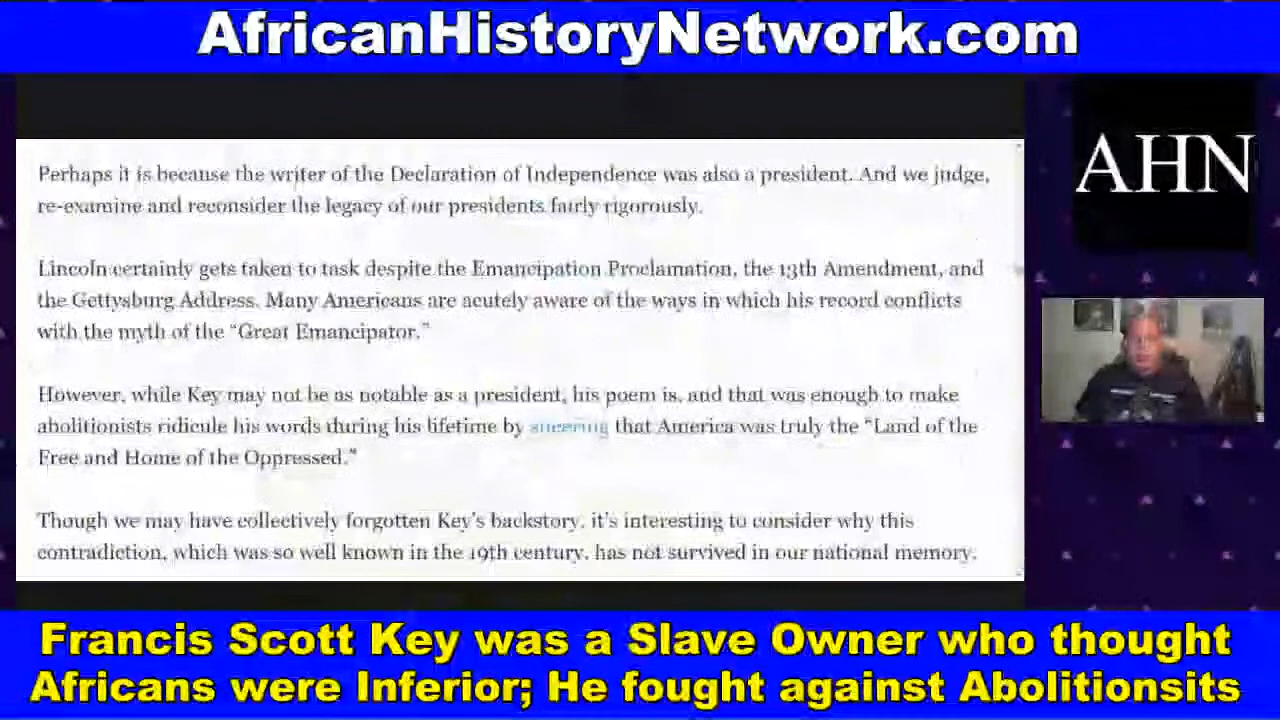 AfricanHistoryNetwork.com
Perhaps it is because the writer of the Declaration of Independence was also a president. And we judge,
re-examine and reconsider the legacy of our presidents fairly rigorously.
Lincoln certainly gets taken to task despite the Emancipation Proclamation, the 13th Amendment, and
the Gettysburg Address. Many Americans are acutely aware of the ways in which his record conflicts
with the myth of the “Great Emancipator.”
However, while Key may not be as notable as a president, his poem is, and that was enough to make
abolitionists ridicule his words during his lifetime by sneering that America was truly the “Land of the
Free and Home of the Oppressed.”
Though we may have collectively forgotten Key's backstory, it's interesting to consider why this
contradiction, which was so well known in the 19th century, has not survived in our national memory.
AHN
Francis Scott Key was a Slave Owner who thought
Africans were Inferior; He fought against Abolitionsits